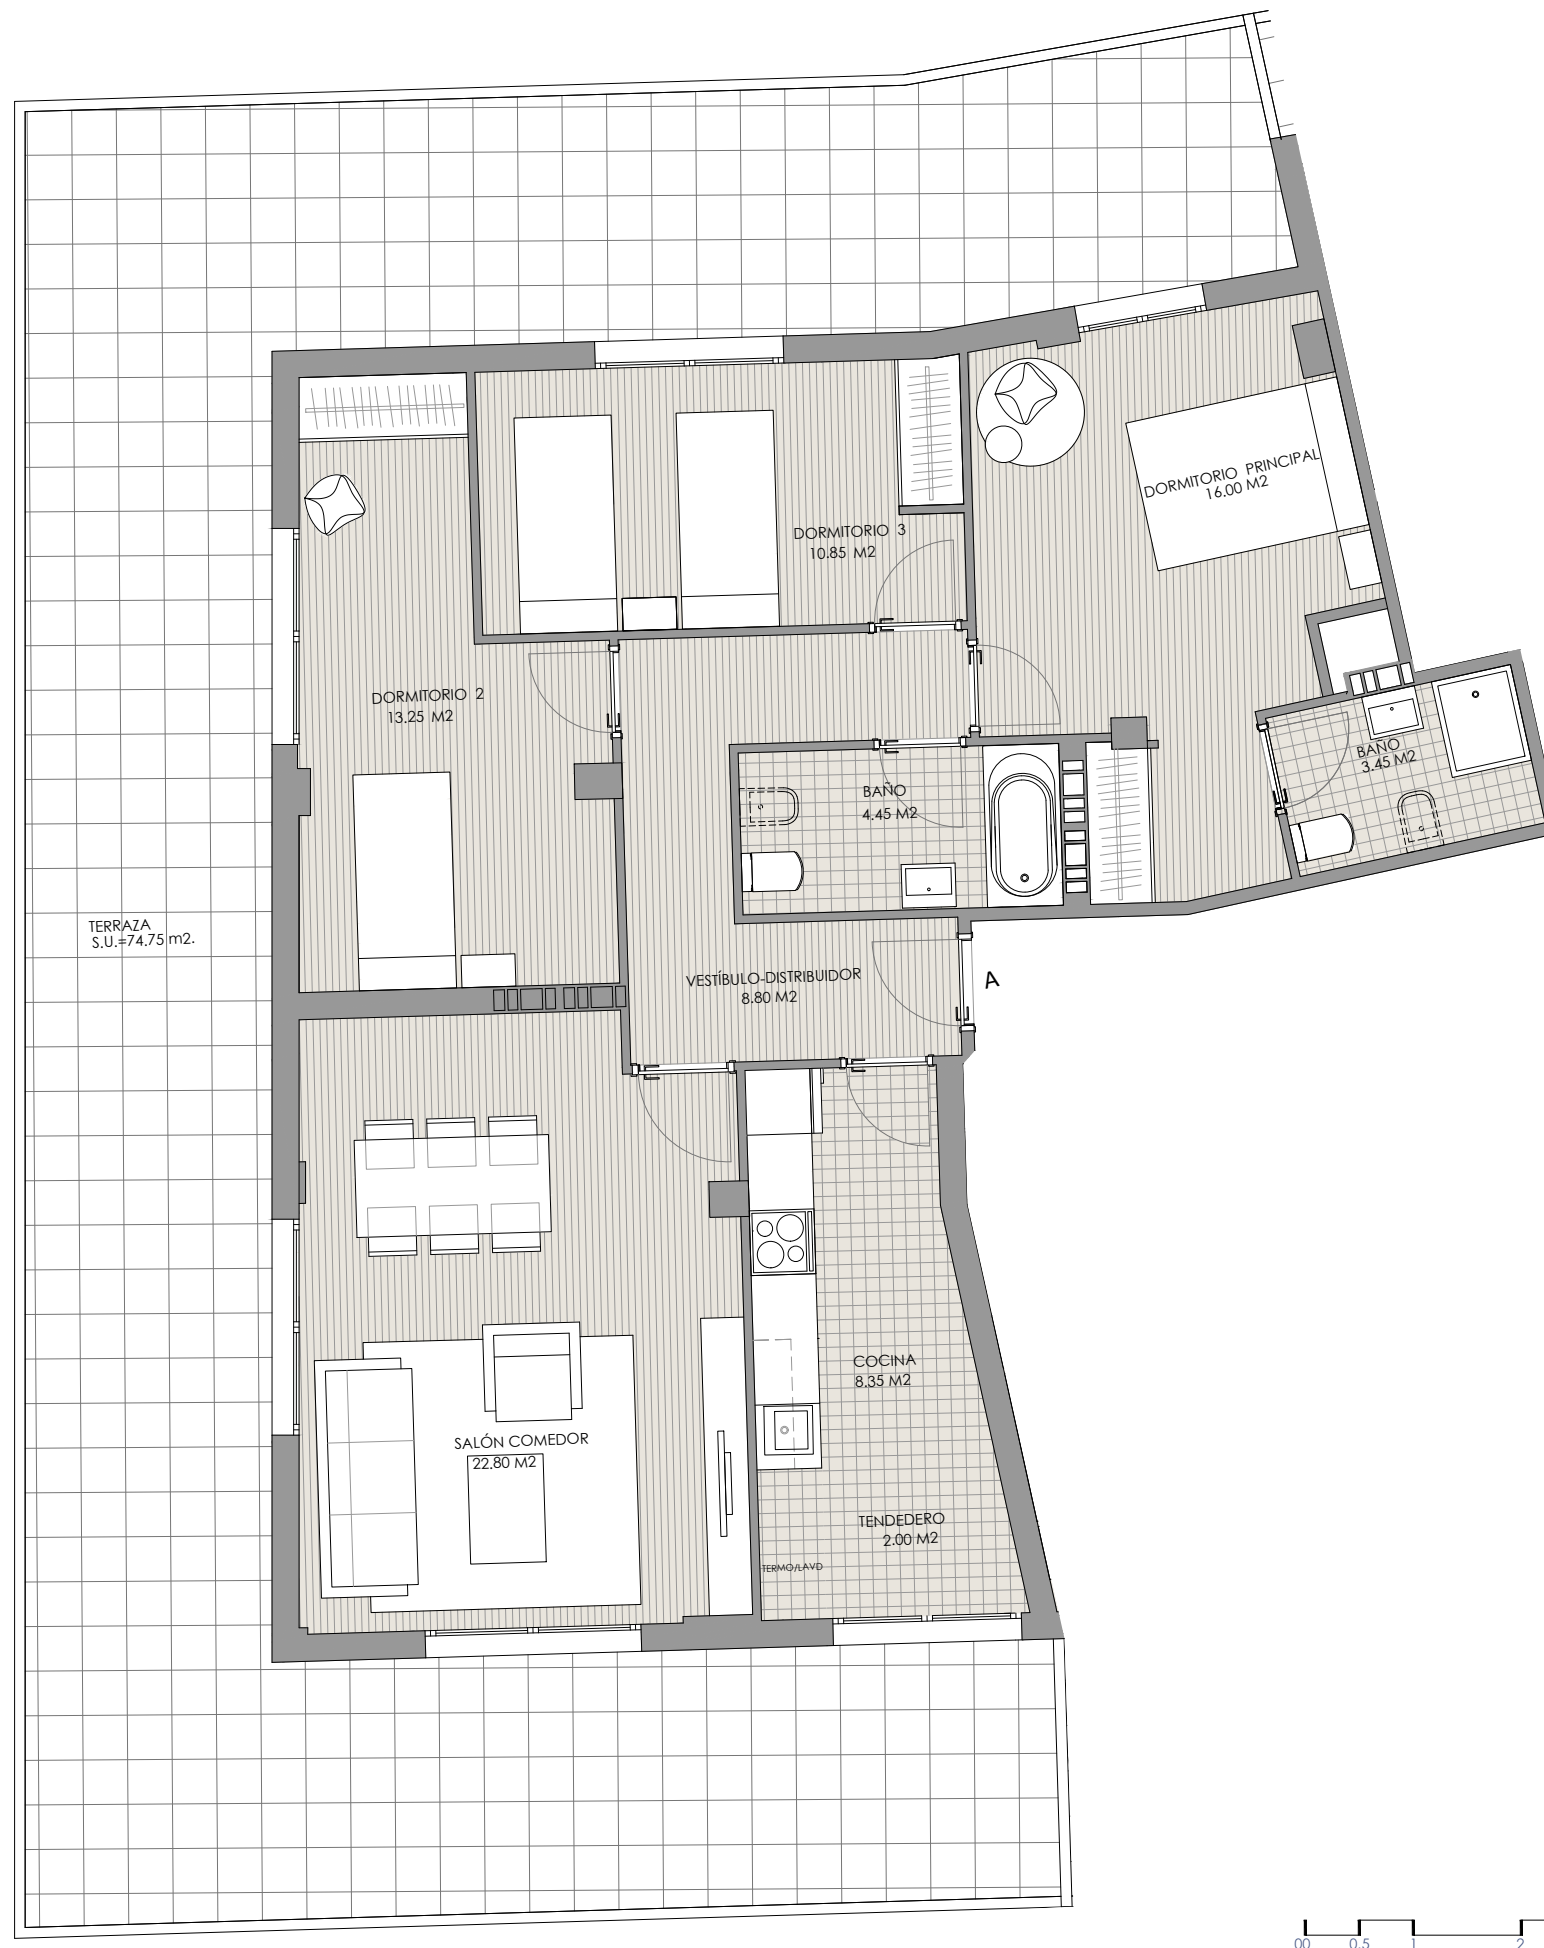 DORMITORIO PRINCIPAL
16.00 M2
DORMITORIO 3
10.85 M2
DORMITORIO 2
13.25 M2
BAÑO
3.45 M2
BAÑO
4.45 M2
TERRAZA
S.U.=74.75 m2.
VESTÍBULO-DISTRIBUIDOR
8.80 M2
A
COCINA
8.35 M2
SALÓN COMEDOR
22.80 M2
TENDEDERO
2.00 M2
TERMO/LAVD
00 0.5 1 2